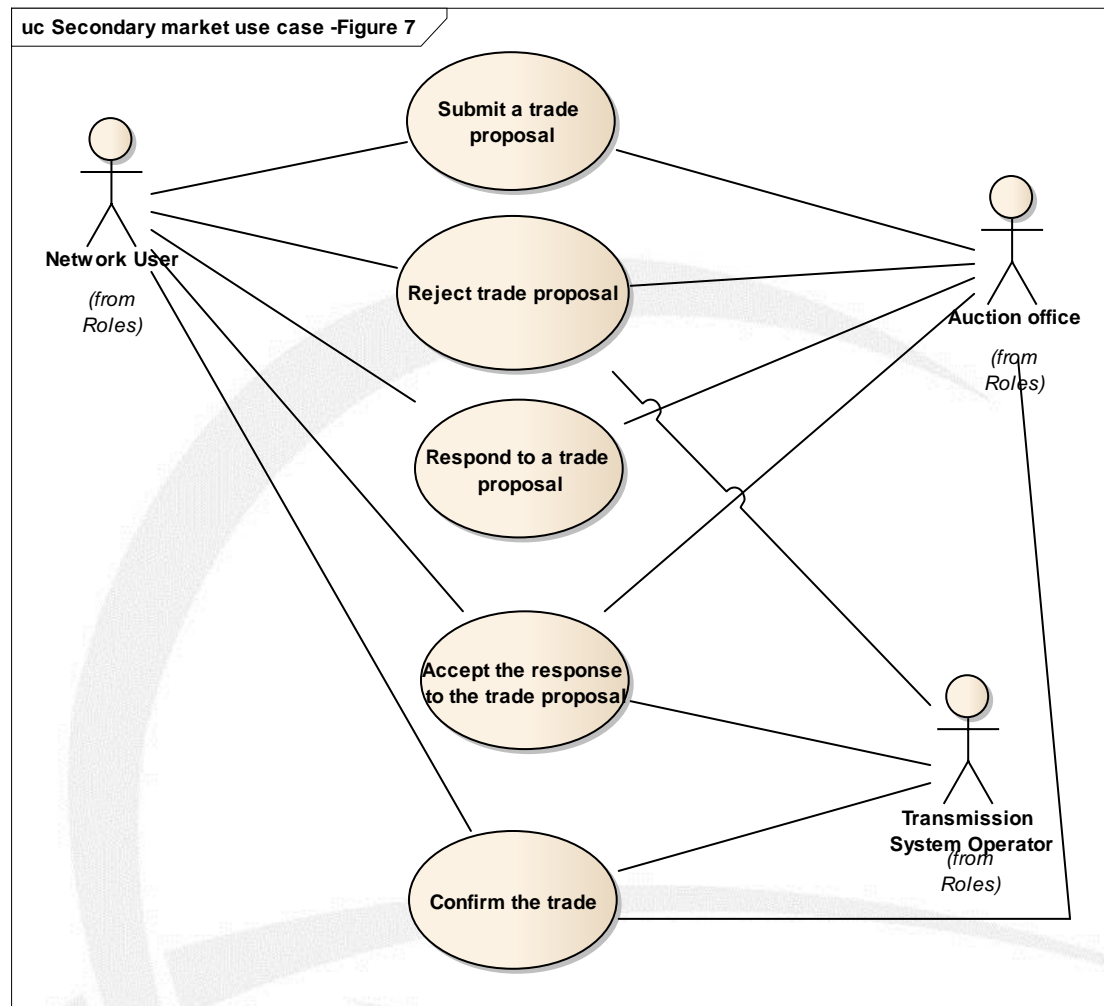 uc Secondary market use case -Figure 7
Submit a trade
proposal
Network User
(from
Roles)
Reject trade proposal
Auction office
(from
Roles)
Respond to a trade
proposal
Accept the response
to the trade proposal
Transmission
System Operator
(from
Roles)
Confirm the trade